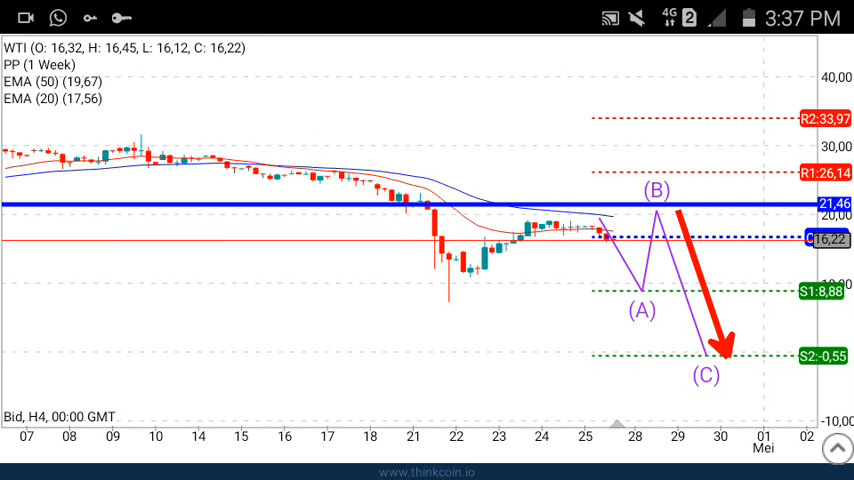 4G 2 3:37 PM
WTI (O: 16,32, H: 16,45, L: 16,12, C: 16,22)
PP (1 Week)
EMA (50) (19,67)
EMA (20) (17,56)
40,00
R2:33,97
30,00
R1:26,14
(B)
21,46
20,00
16,22
S1:8,88
(A)
S2:-0,55
(C)
Bid, H4, 00:00 GMT
-10,00
07 08 09 10 14 15 16 17 18 21 22 23 24 25 28 29 30 01 02
Mei
www.thinkcoin.io